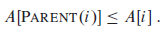 A[PARENT(i)] ≤ A[i] .